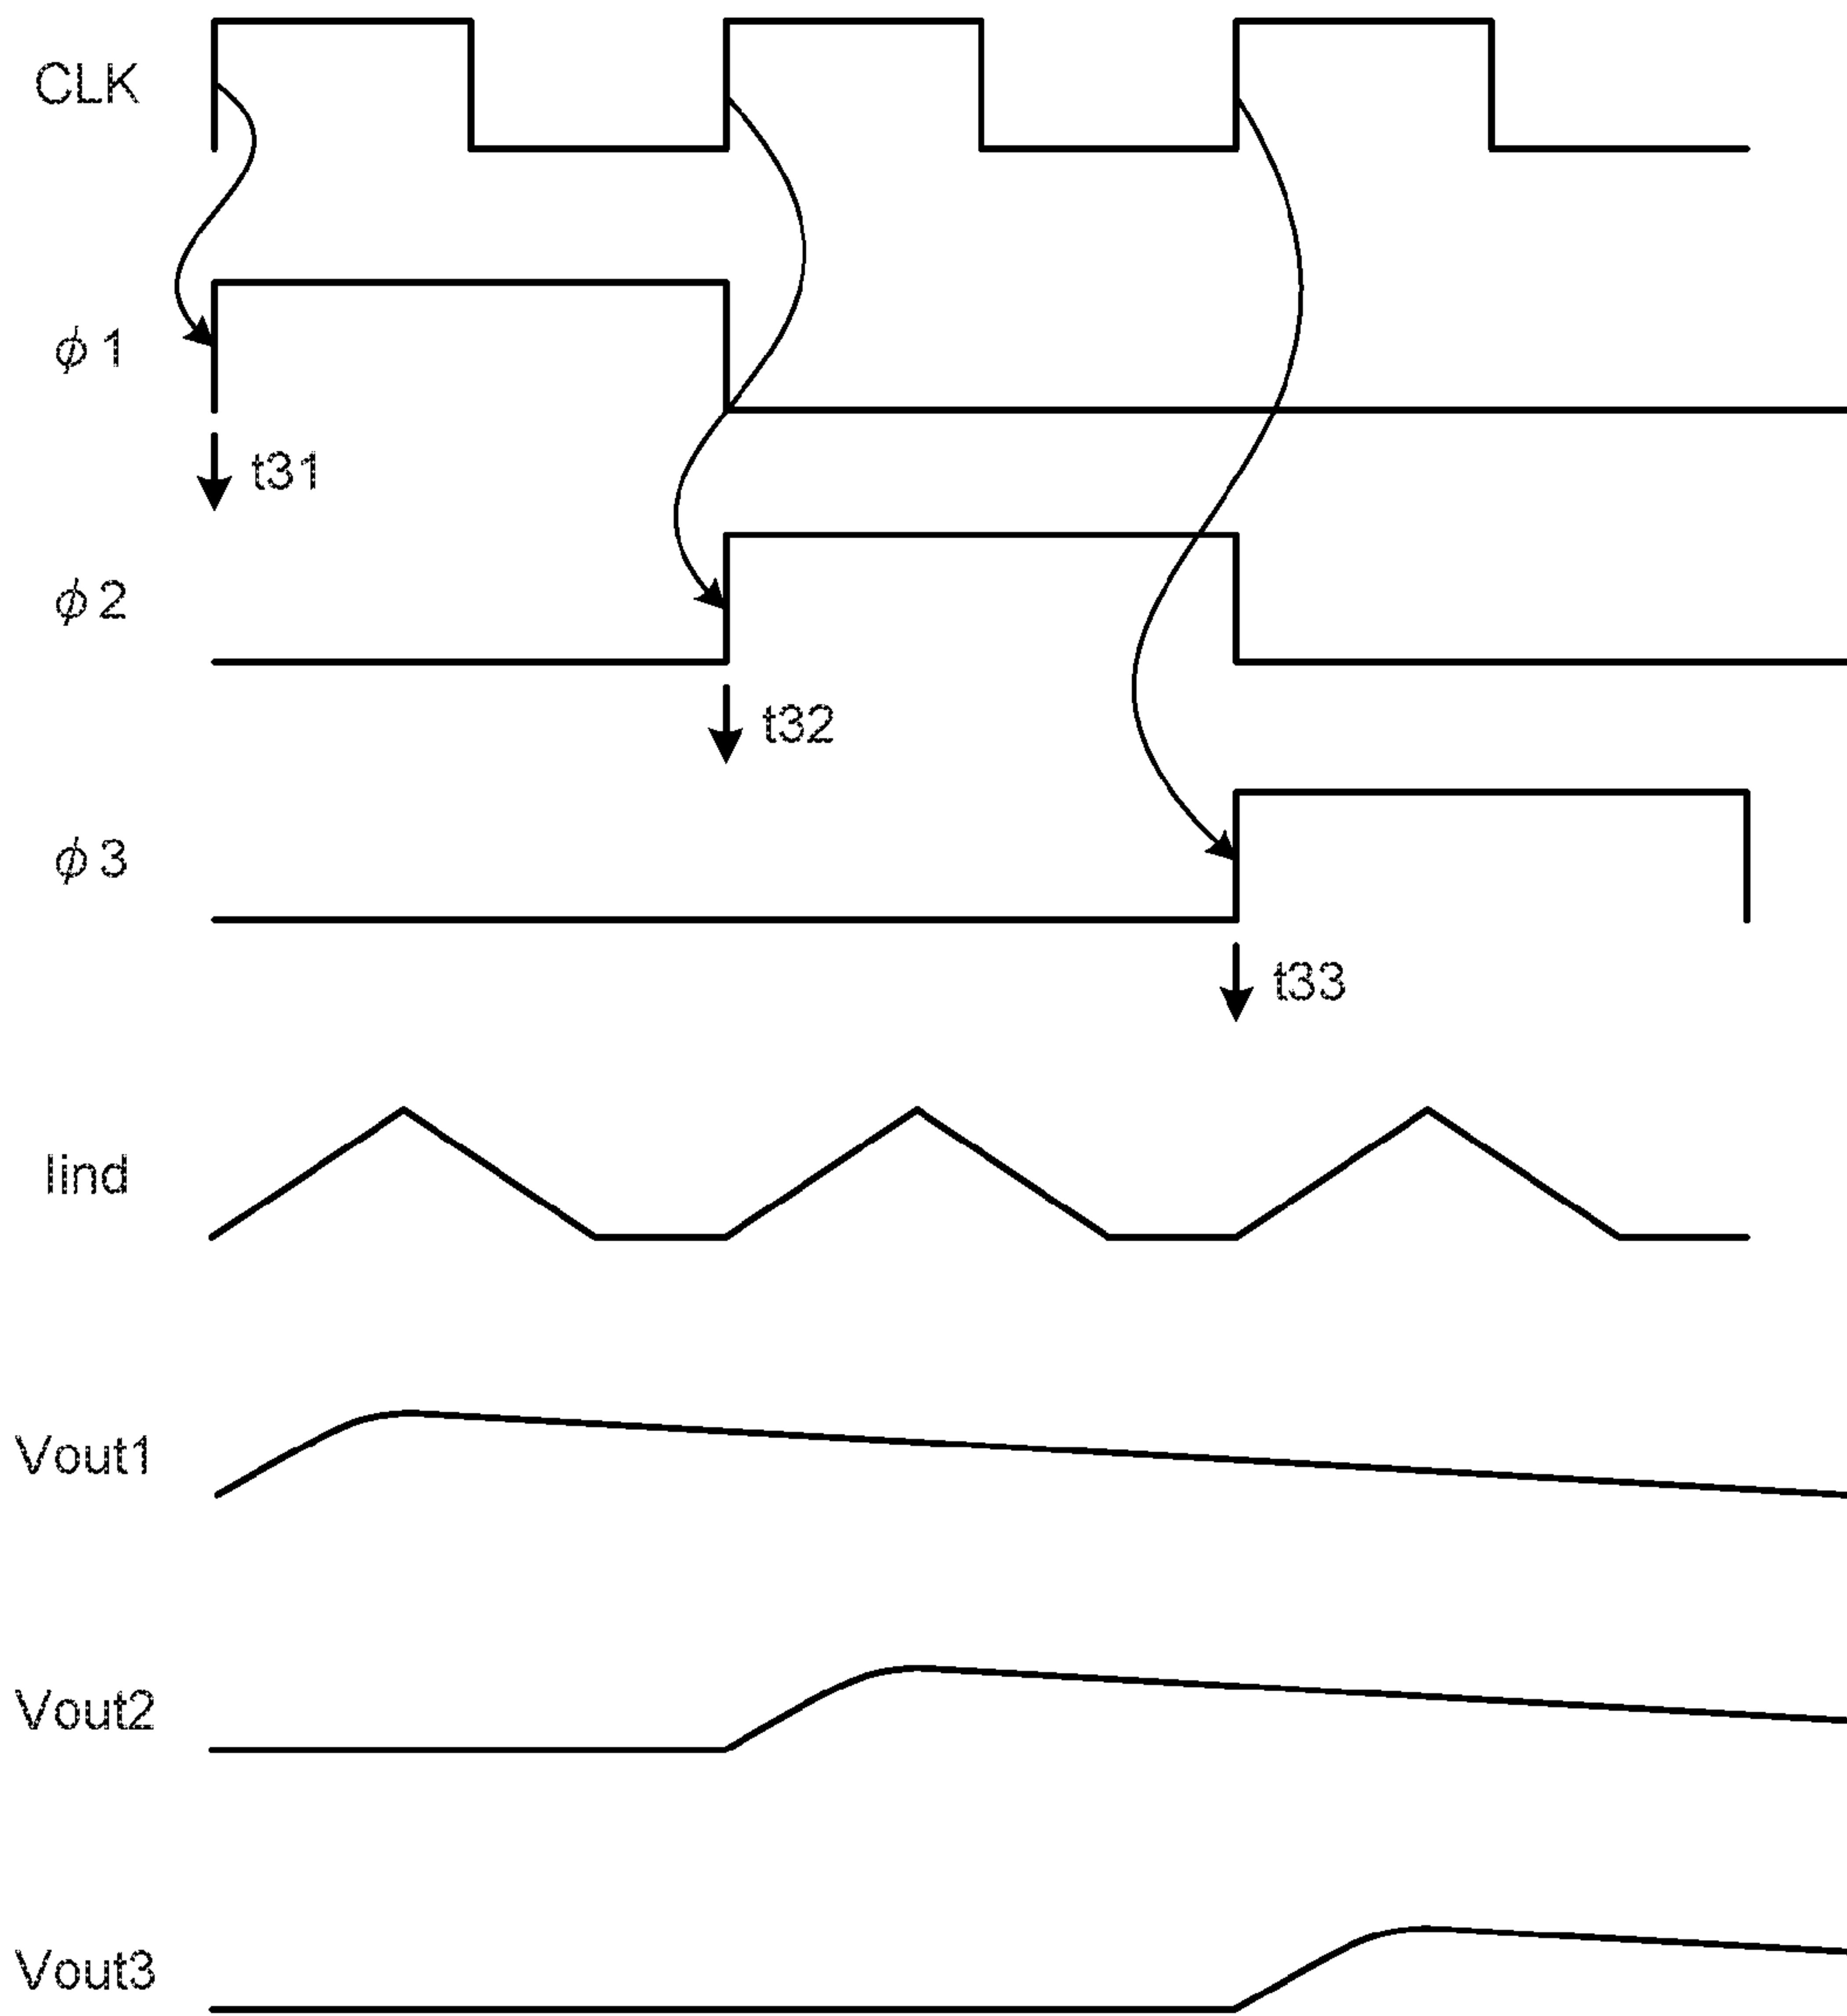 CLK
ϕ1
t31
ϕ2
t32
ϕ3
t33
Iind
Vout1
Vout2
Vout3